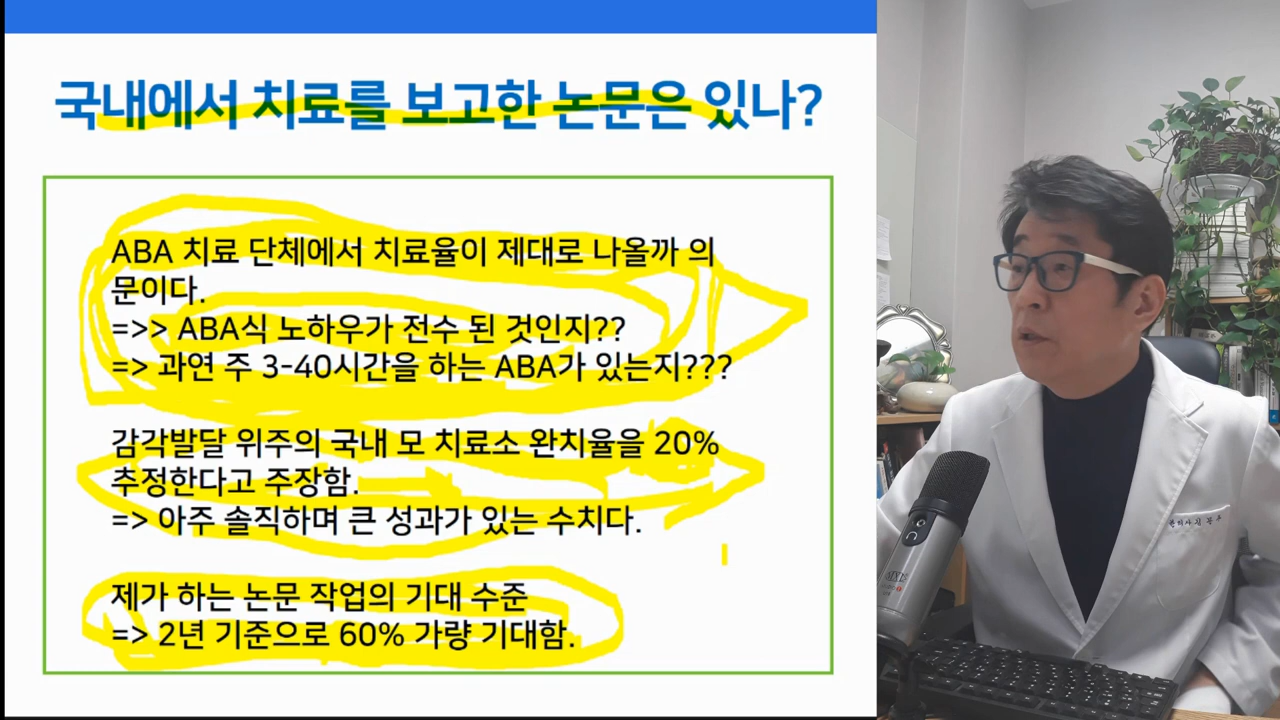 국내에서 치료를 보고한 논문은 있나?
ABA 치료 단체에서 치료율이 제대로 나올까 의
문이다.
=>> ABA식 노하우가 전수 된 것인지??
=> 과연 주 3-40시간을 하는 ABA가 있는지???
감각발달 위주의 국내 모 치료소 완치율을 20%
추정한다고 주장함.
=> 아주 솔직하며 큰 성과가 있는 수치다.
제가 하는 논문 작업의 기대 수준
=> 2년 기준으로 60% 가량 기대함.